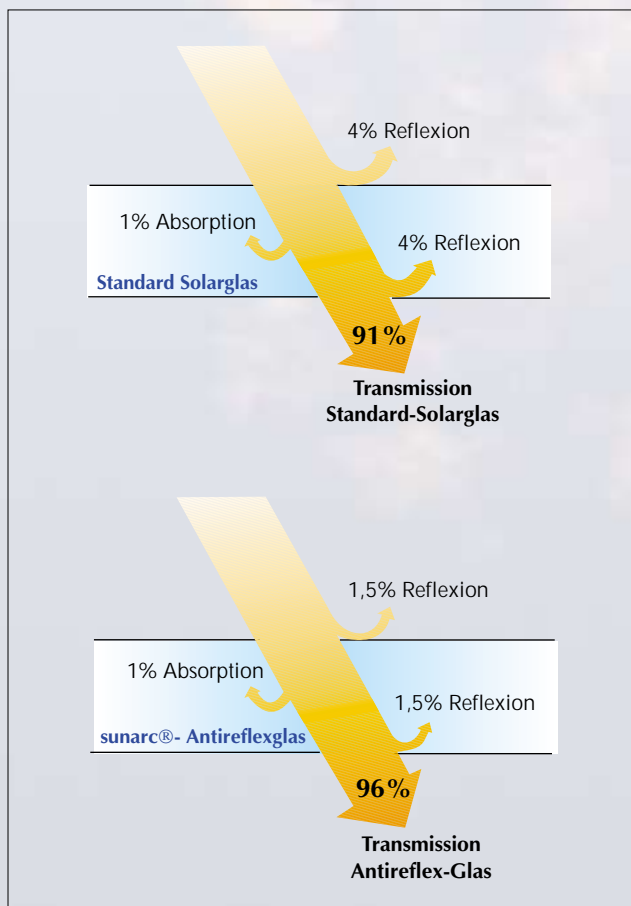 4% Reflexion
1% Absorption
4% Reflexion
Standard Solarglas
91%
Transmission
Standard-Solarglas
1,5% Reflexion
1% Absorption
1,5% Reflexion
sunarc®- Antireflexglas
96%
Transmission
Antireflex-Glas